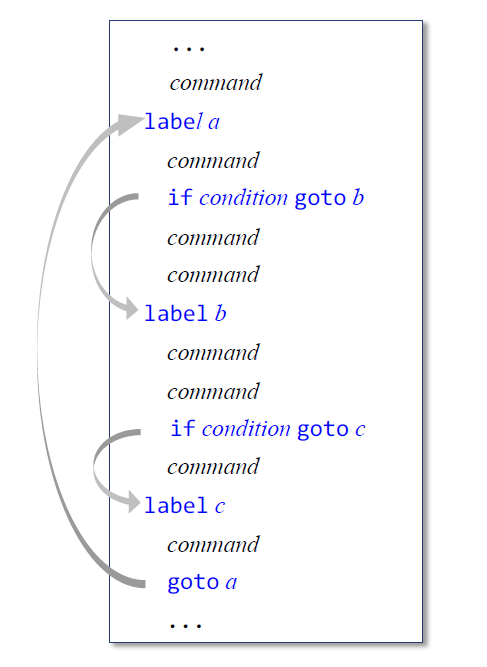 ...
command
label a
command
if condition goto b
command
command
label b
command
command
if condition goto c
command
label c
command
goto a
...